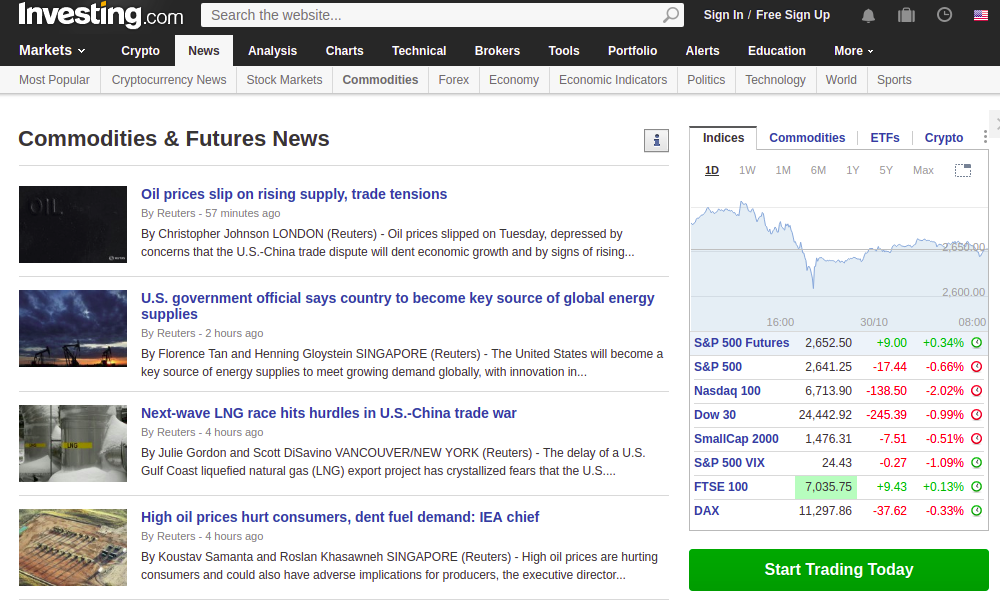 Investing.com
Search the website...
Sign In / Free Sign Up
Markets
Crypto
News
Analysis
Charts
Technical
Brokers
Tools
Portfolio
Alerts
Education
More
Most Popular
Cryptocurrency News
Stock Markets
Commodities
Forex
Economy
Economic Indicators
Politics
Technology
World
Sports
Commodities & Futures News
i
OIL
Oil prices slip on rising supply, trade tensions
By Reuters - 57 minutes ago
By Christopher Johnson LONDON (Reuters) - Oil prices slipped on Tuesday, depressed by
concerns that the U.S.-China trade dispute will dent economic growth and by signs of rising...
U.S. government official says country to become key source of global energy
supplies
By Reuters - 2 hours ago
By Florence Tan and Henning Gloystein SINGAPORE (Reuters) - The United States will become a
key source of energy supplies to meet growing demand globally, with innovation in...
LNG
Next-wave LNG race hits hurdles in U.S.-China trade war
By Reuters - 4 hours ago
By Julie Gordon and Scott DiSavino VANCOUVER/NEW YORK (Reuters) - The delay of a U.S.
Gulf Coast liquefied natural gas (LNG) export project has crystallized fears that the U.S....
High oil prices hurt consumers, dent fuel demand: IEA chief
By Reuters - 4 hours ago
By Koustav Samanta and Roslan Khasawneh SINGAPORE (Reuters) - High oil prices are hurting
consumers and could also have adverse implications for producers, the executive director...
Indices
Commodities
ETFs
Crypto
1D 1W 1M 6M 1Y 5Y Max
2,650.00
2,600.00
16:00 30/10 08:00
S&P 500 Futures 2,652.50 +9.00 +0.34%
S&P 500 2,641.25 -17.44 -0.66%
Nasdaq 100 6,713.90 -138.50 -2.02%
Dow 30 24,442.92 -245.39 -0.99%
SmallCap 2000 1,476.31 -7.51 -0.51%
S&P 500 VIX 24.43 -0.27 -1.09%
FTSE 100 7,035.75 +9.43 +0.13%
DAX 11,297.86 -37.62 -0.33%
Start Trading Today